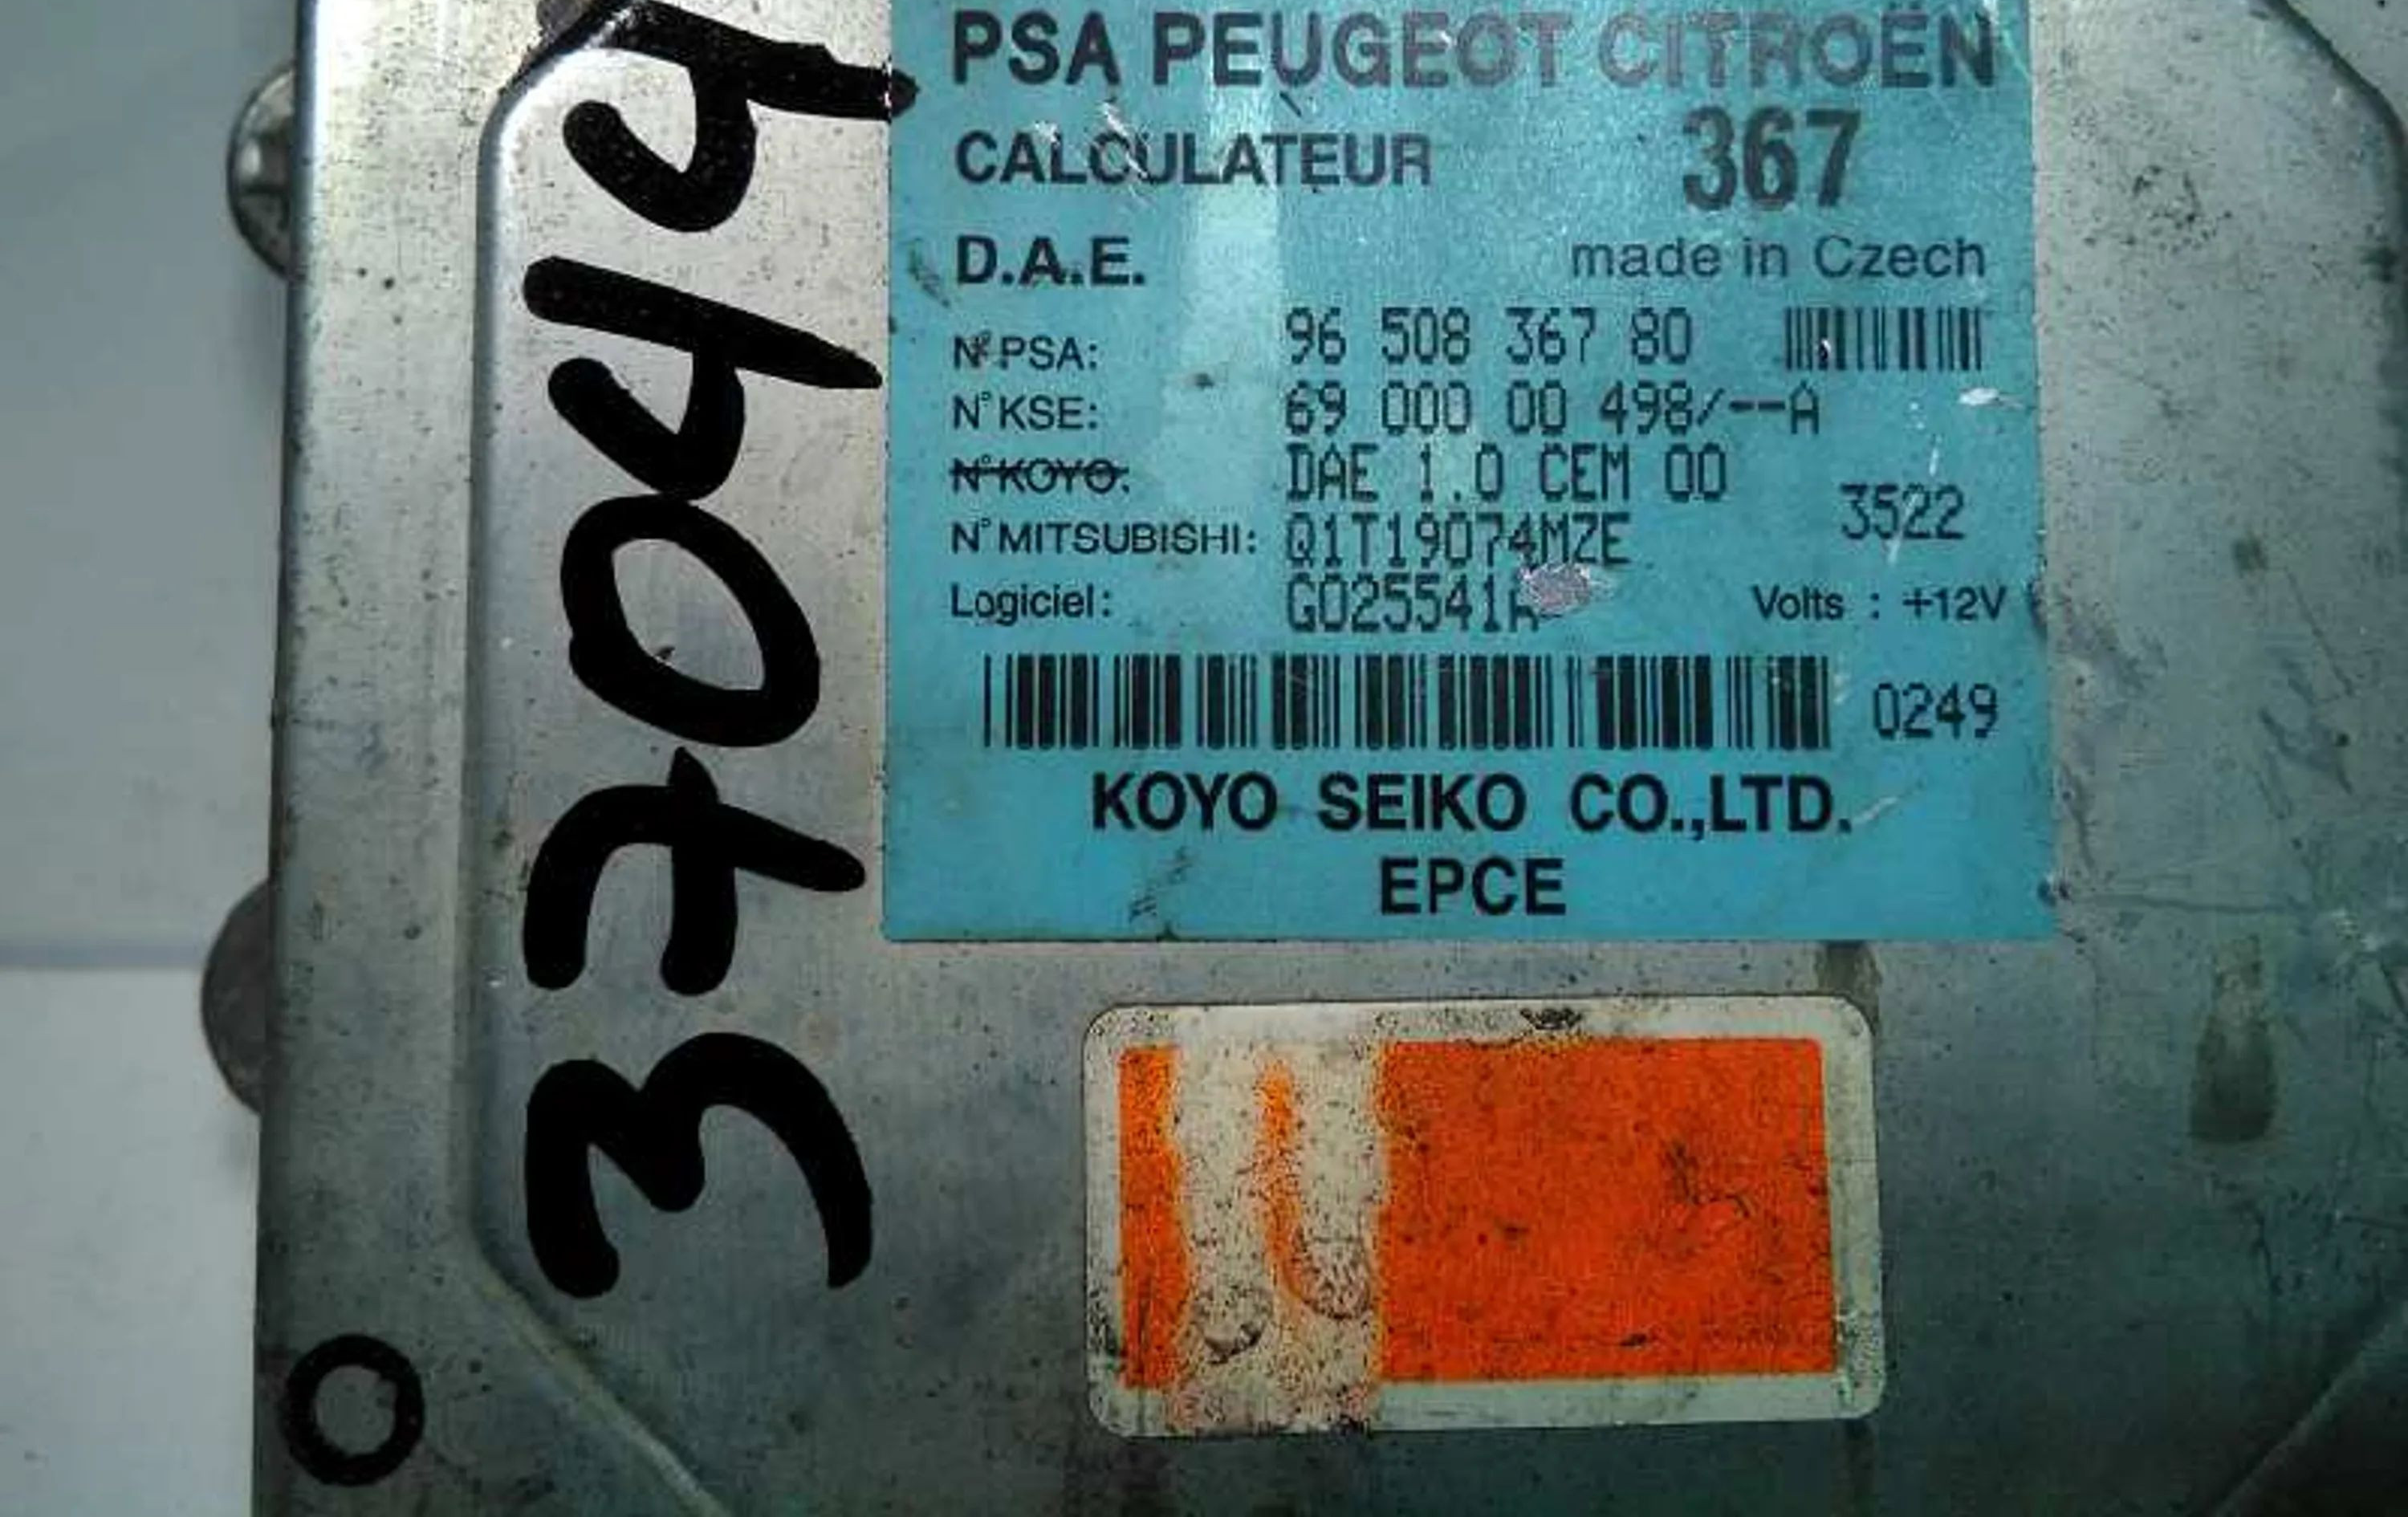 PSA PEUGEOT CITROËN
CALCULATEUR 367
D.A.E. made in Czech
N° PSA: 96 508 367 80
N° KSE: 69 000 00 498/--A
N° KOYO: DAE 1.0 CEM 00
3522
N° MITSUBISHI: Q1T19074MZE
Logiciel: G025541A Volts : +12V
0249
KOYO SEIKO CO.,LTD.
EPCE
37049
O